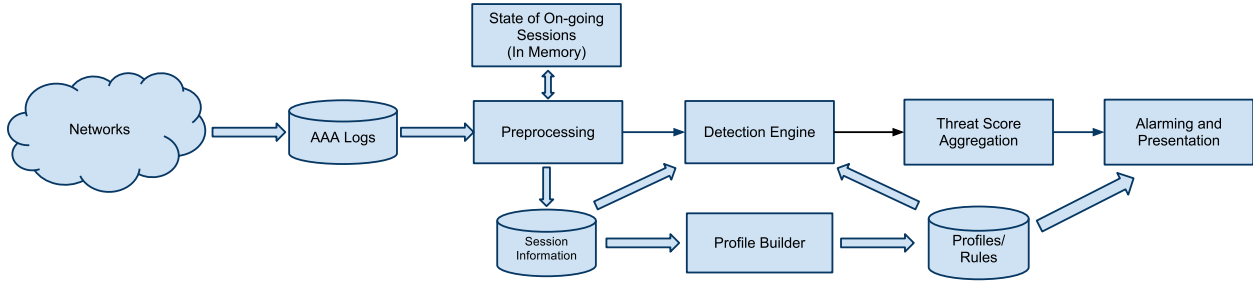 State of On-going
Sessions
(In Memory)
Networks
AAA Logs
Preprocessing
Detection Engine
Threat Score
Aggregation
Alarming and
Presentation
Session
Information
Profile Builder
Profiles/
Rules